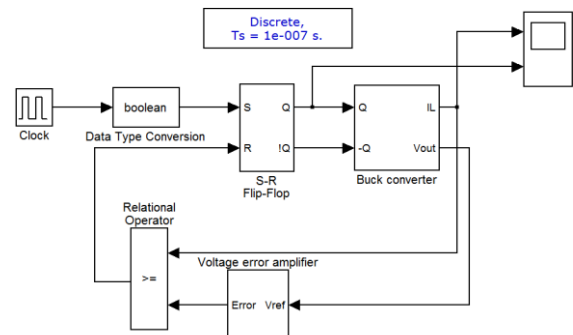 Discrete,
Ts = 1e-007 s.
Clock
boolean
Data Type Conversion
S
R
Q
!Q
S-R
Flip-Flop
Q
-Q
IL
Vout
Buck converter
Relational
Operator
>=
Voltage error amplifier
Error
Vref